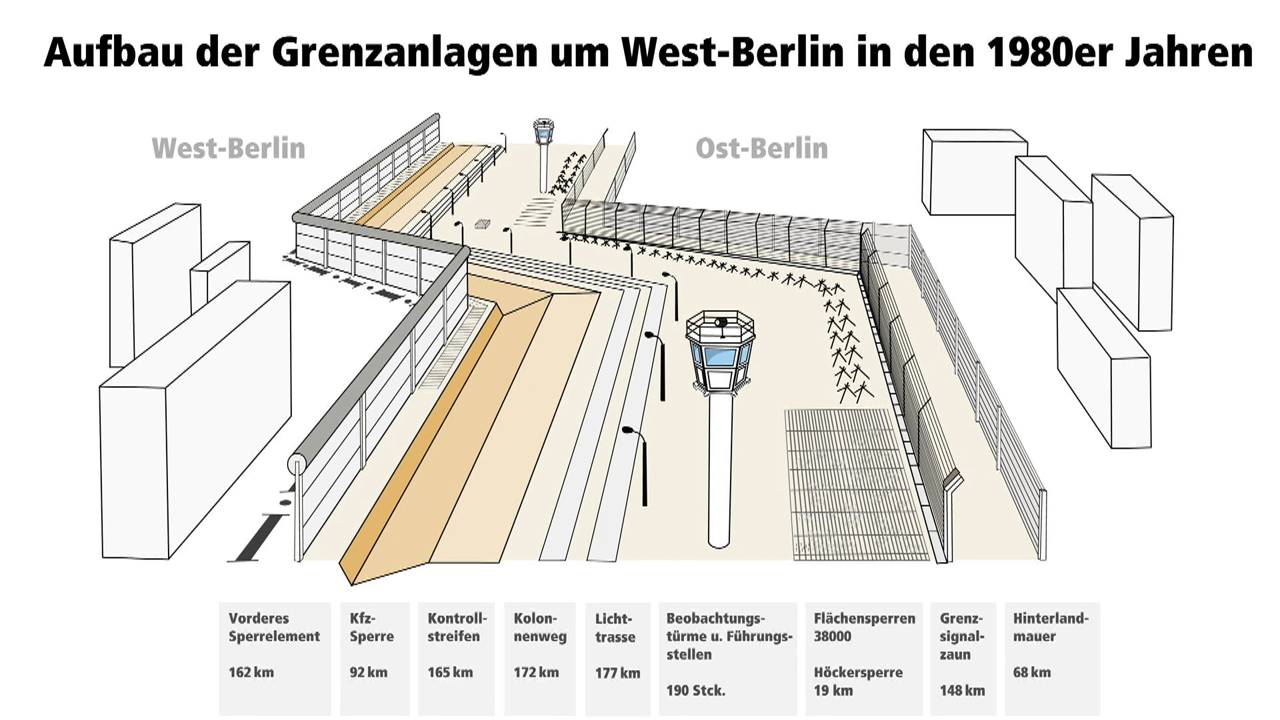 Aufbau der Grenzanlagen um West-Berlin in den 1980er Jahren
West-Berlin
Ost-Berlin
Vorderes
Sperrelement
162 km
Kfz-
Sperre
92 km
Kontroll-
streifen
165 km
Kolon-
nenweg
172 km
Licht-
trasse
177 km
Beobachtungs-
türme u. Führungs-
stellen
190 Stck.
Flächensperren
38000
Höckersperre
19 km
Grenz-
signal-
zaun
148 km
Hinterland-
mauer
68 km